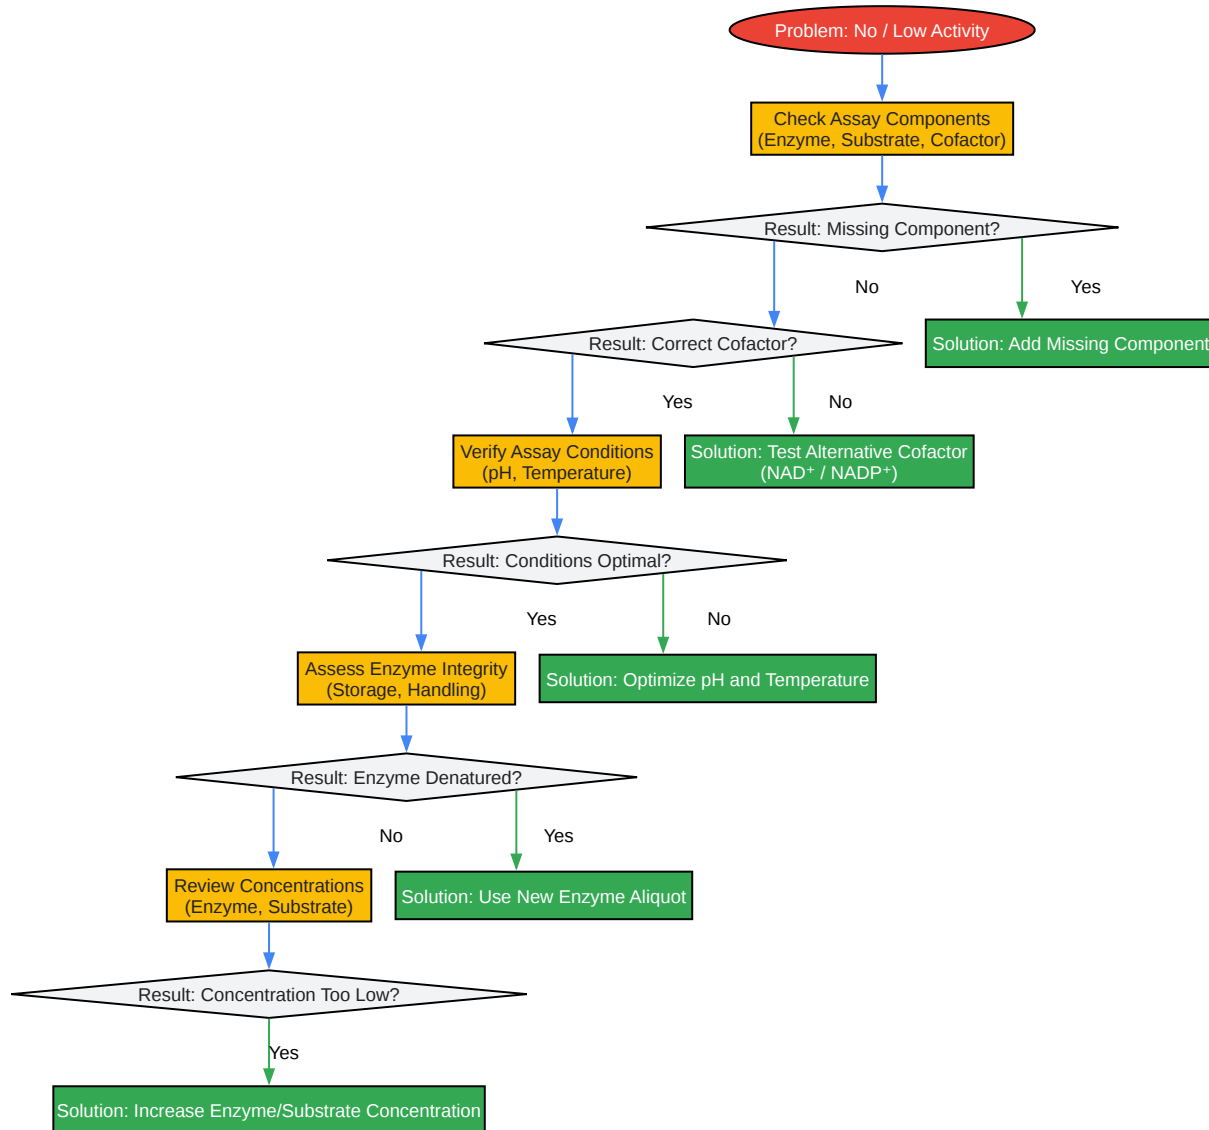 Problem: No / Low Activity
Check Assay Components
(Enzyme, Substrate, Cofactor)
Result: Missing Component?
No
Yes
Result: Correct Cofactor?
Solution: Add Missing Component
Yes
No
Verify Assay Conditions
(pH, Temperature)
Solution: Test Alternative Cofactor
(NAD⁺ / NADP⁺)
Result: Conditions Optimal?
Yes
No
Assess Enzyme Integrity
(Storage, Handling)
Solution: Optimize pH and Temperature
Result: Enzyme Denatured?
No
Yes
Review Concentrations
(Enzyme, Substrate)
Solution: Use New Enzyme Aliquot
Result: Concentration Too Low?
Yes
Solution: Increase Enzyme/Substrate Concentration